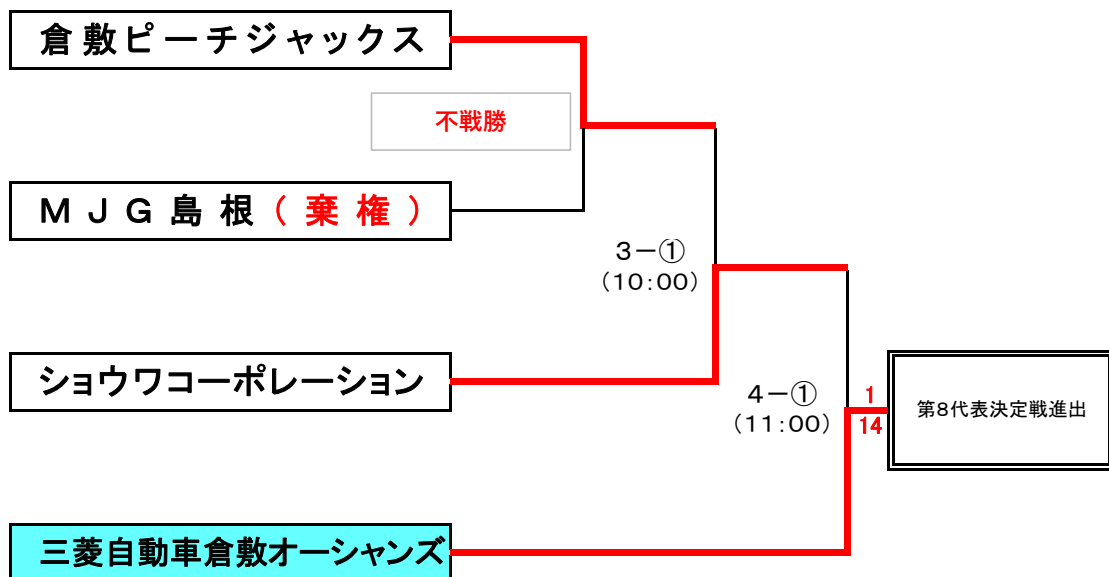 倉敷ピーチジャックス
不戦勝
ＭＪＧ島根（棄権）
３－①
（10：00）
ショウワコーポレーション
４－①
（11：00）
1
14
第8代表決定戦進出
三菱自動車倉敷オーシャンズ